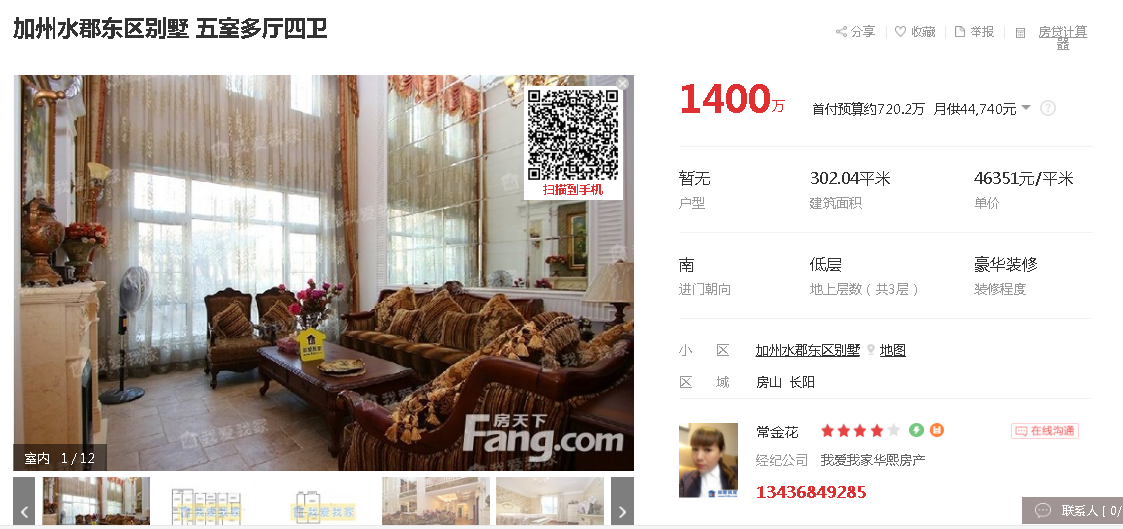 加州水郡东区别墅 五室多厅四卫
分享
收藏
举报
房贷计算器
扫描到手机
1400万
首付预算约720.2万 月供44,740元
?
暂无
302.04平米
46351元/平米
户型
建筑面积
单价
南
低层
豪华装修
进门朝向
地上层数（共3层）
装修程度
小 区 加州水郡东区别墅 地图
区 域 房山 长阳
房天下
Fang.com
室内 1/12
常金花
在线沟通
经纪公司 我爱我家华熙房产
13436849285
我爱我家
联系人 [ 0/